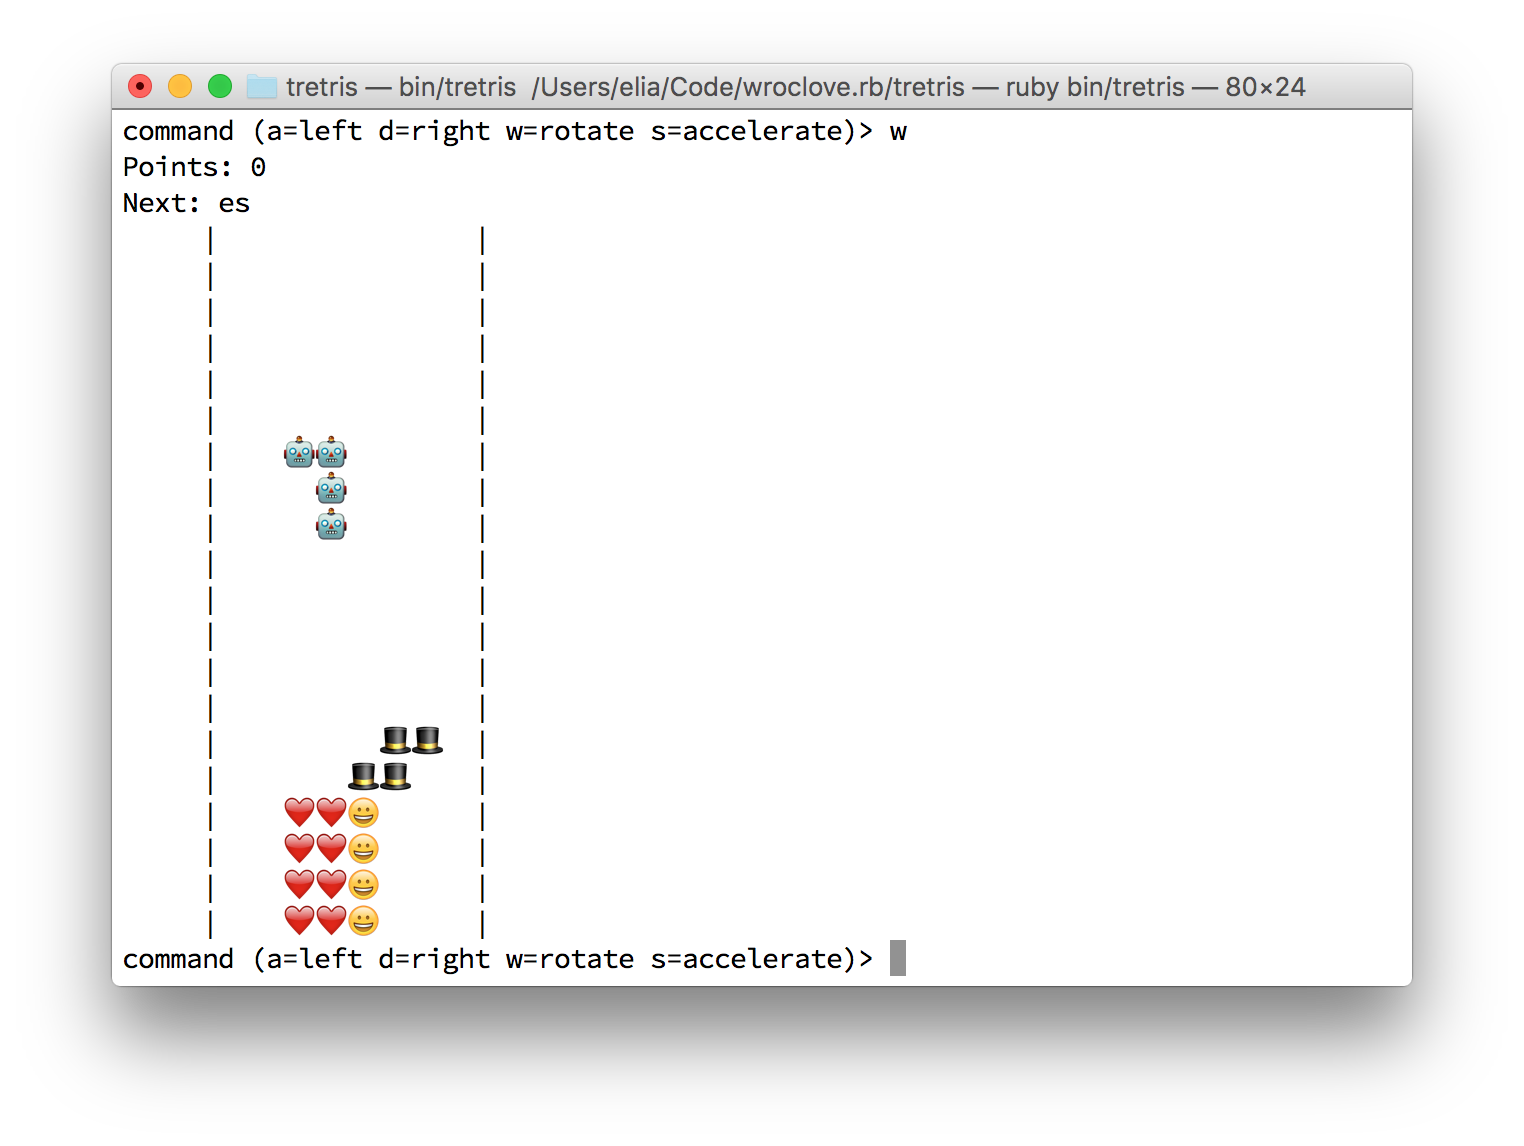 tretris — bin/tretris  /Users/elia/Code/wroclove.rb/tretris — ruby bin/tretris — 80×24
command (a=left d=right w=rotate s=accelerate)> w
Points: 0
Next: es
|                 |
|                 |
|                 |
|                 |
|                 |
|                 |
|    🤖🤖         |
|      🤖         |
|      🤖         |
|                 |
|                 |
|                 |
|                 |
|                 |
|          🎩🎩   |
|        🎩🎩     |
|    ❤️❤️😀       |
|    ❤️❤️😀       |
|    ❤️❤️😀       |
|    ❤️❤️😀       |
command (a=left d=right w=rotate s=accelerate)>